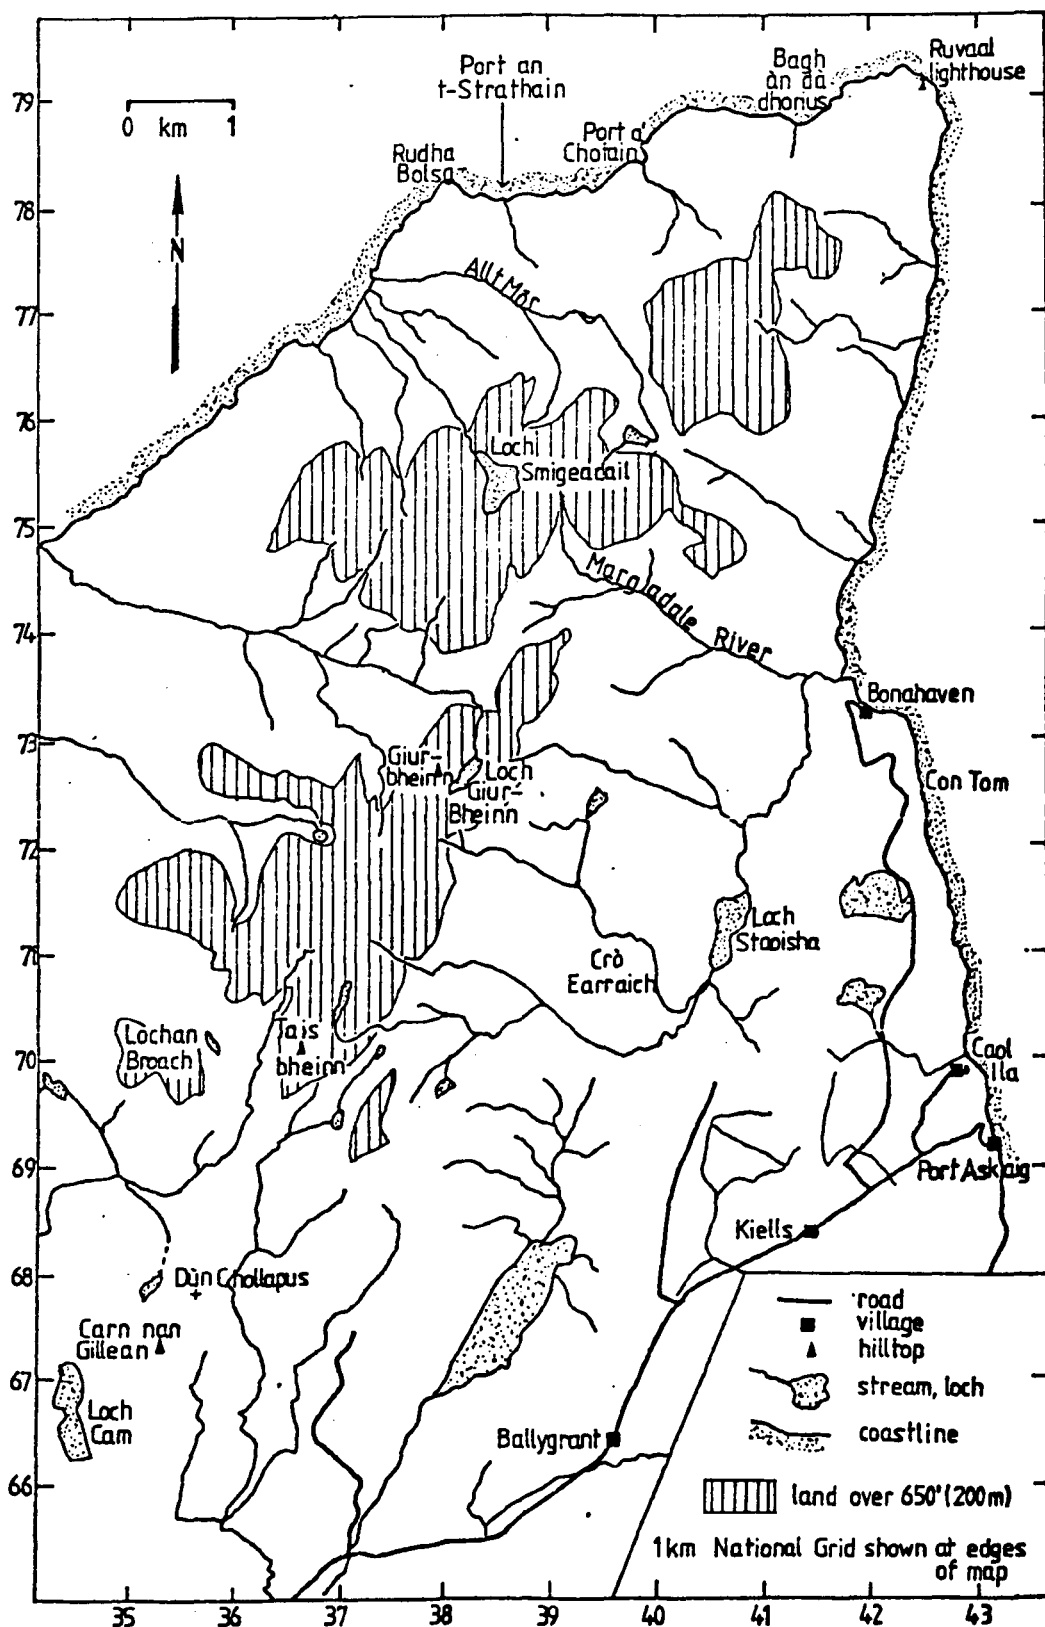 Ruvaal
lighthouse
Bagh
an dà
dhorius
Port an
t-Strathain
Port a'
Chotain
Rudha
Bolsa
0 km 1
N
Allt Mòr
Loch
Smigeadail
Margadale River
Bonahaven
Con Tom
Giur-
bheinn
Loch
Giur-
Bheinn
Loch
Staoisha
Crò
Earraich
Lochan
Broach
Tais
bheinn
Caol
Ila
Port Askaig
Kiells
Dùn Chollapus
Carn nan
Gillean
Loch
Cam
Ballygrant
road
village
hilltop
stream, loch
coastline
land over 650' (200m)
1km National Grid shown at edges
of map
79
78
77
76
75
74
73
72
71
70
69
68
67
66
35 36 37 38 39 40 41 42 43